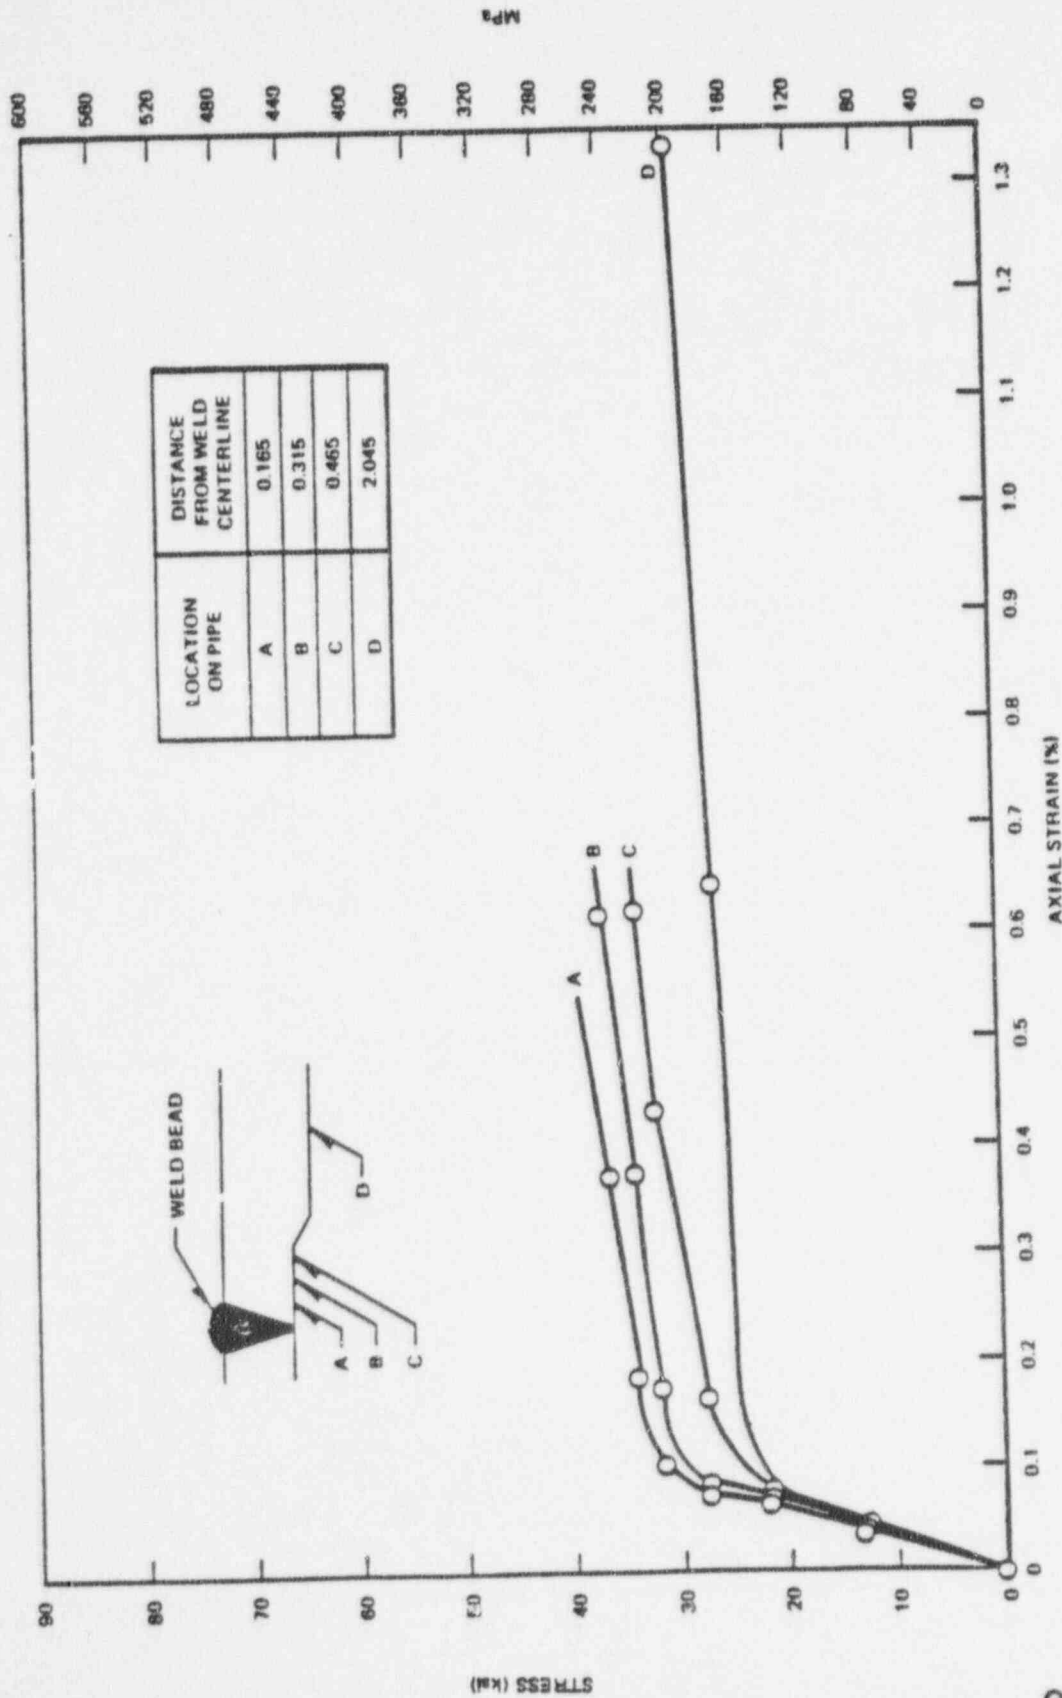 STRESS (ksi)
90
80
70
60
50
40
30
20
10
0
MPa
600
560
520
480
440
400
360
320
280
240
200
160
120
80
40
0
WELD BEAD
A
B
C
D
LOCATION
ON PIPE
DISTANCE
FROM WELD
CENTERLINE
A 0.165
B 0.315
C 0.465
D 2.045
A
B
C
D
0 0.1 0.2 0.3 0.4 0.5 0.6 0.7 0.8 0.9 1.0 1.1 1.2 1.3
AXIAL STRAIN (%)